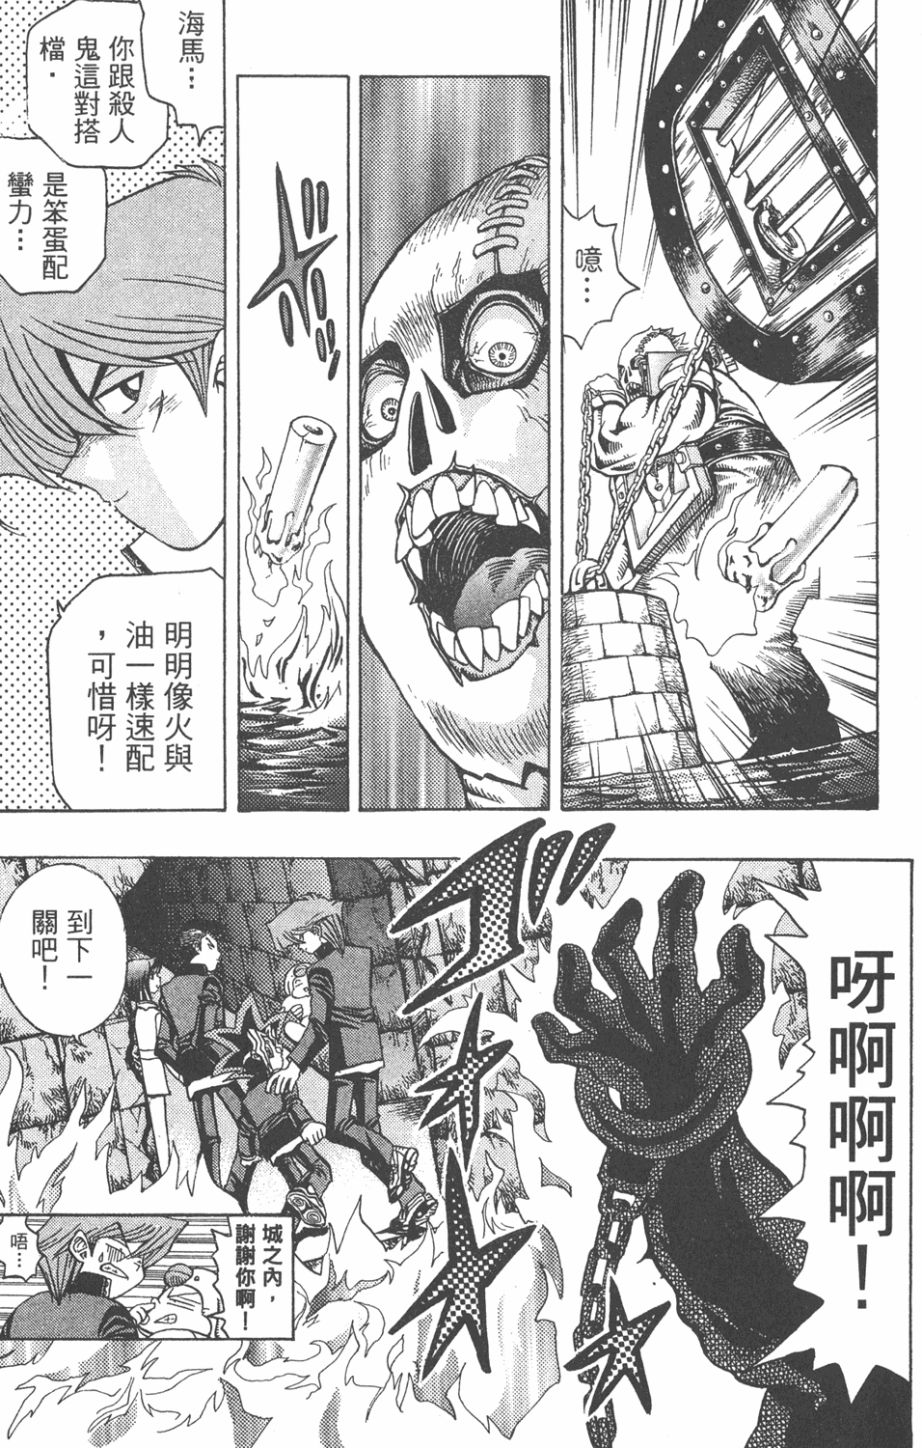 噫…
海馬…
你跟殺人
鬼這對搭
檔．
是笨蛋配
蠻力…
明明像火與
油一樣速配
，可惜呀！
呀啊啊啊！
到下一
關吧！
城之內，
謝謝你啊！
唔…